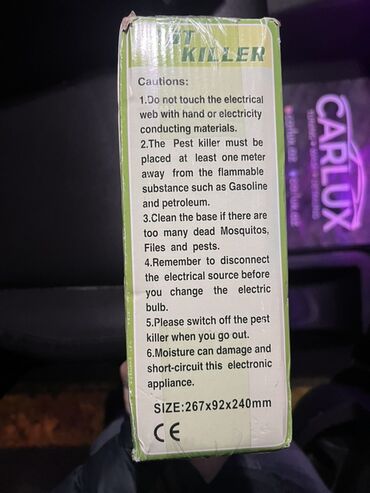 KILLER
Cautions:
1.Do not touch the electrical
web with hand or electricity
conducting materials.
2.The Pest killer must be
placed at least one meter
away from the flammable
substance such as Gasoline
and petroleum.
3.Clean the base if there are
too many dead Mosquitos,
Files and pests.
4.Remember to disconnect
the electrical source before
you change the electric
bulb.
5.Please switch off the pest
killer when you go out.
6.Moisture can damage and
short-circuit this electronic
appliance.
SIZE:267x92x240mm
CE
CARLUX